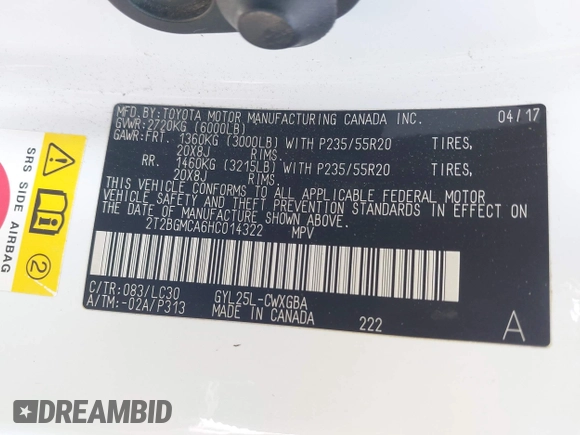 MFD.BY:TOYOTA MOTOR MANUFACTURING CANADA INC. 04/17
GVWR:2720KG (6000LB)
GAWR:FRT. 1360KG (3000LB) WITH P235/55R20 TIRES,
20X8J RIMS.
RR. 1460KG (3215LB) WITH P235/55R20 TIRES,
20X8J RIMS.
THIS VEHICLE CONFORMS TO ALL APPLICABLE FEDERAL MOTOR
VEHICLE SAFETY AND THEFT PREVENTION STANDARDS IN EFFECT ON
THE DATE OF MANUFACTURE SHOWN ABOVE.
2T2BGMCA6HC014322 MPV
C/TR:083/LC30 GYL25L-CWXGBA
A/TM:-02A/P313 MADE IN CANADA 222 A
SRS SIDE AIRBAG
2
DREAMBID